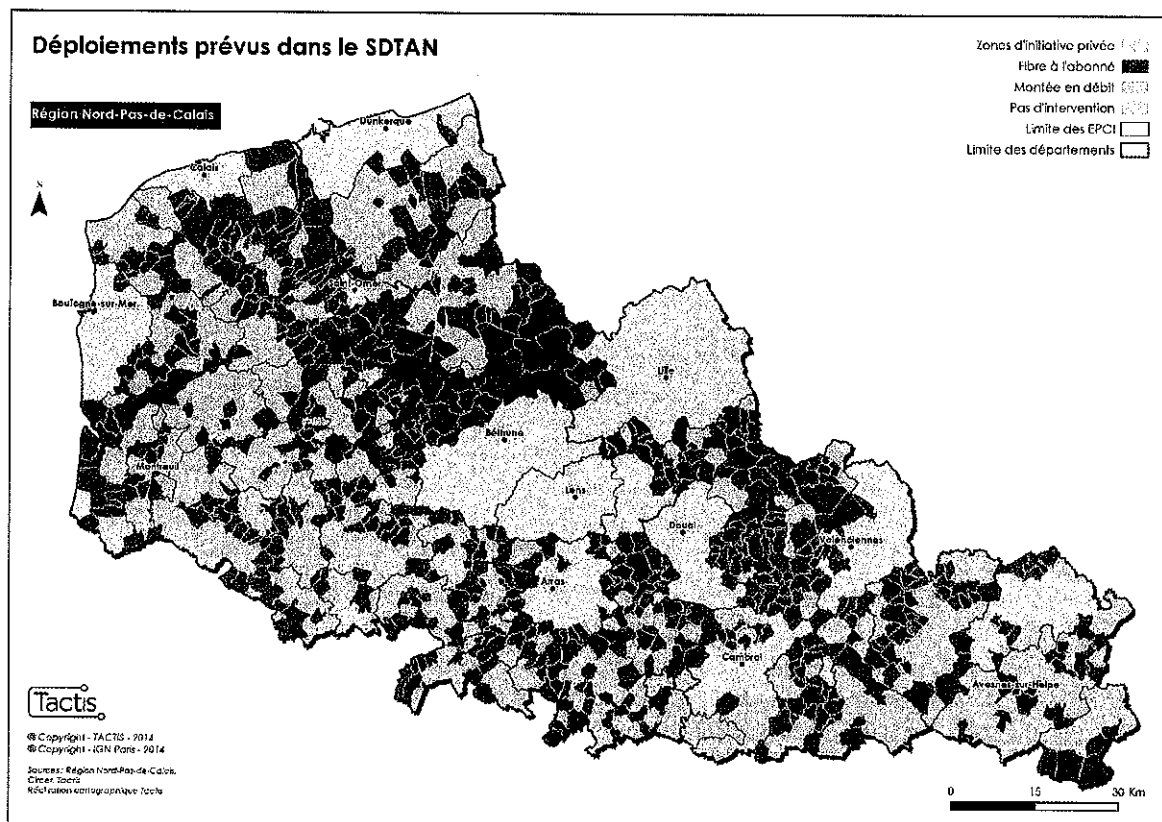 Déploiements prévus dans le SDTAN
Région Nord-Pas-de-Calais
Zones d'initiative privée
Fibre à l'abonné
Montée en débit
Pas d'intervention
Limite des EPCI
Limite des départements
N
Dunkerque
Calais
Saint-Omer
Boulogne-sur-Mer
Lille
Béthune
Montreuil
Lens
Douai
Valenciennes
Arras
Cambrai
Avesnes-sur-Helpe
Tactis
© Copyright - TACTIS - 2014
© Copyright - IGN Paris - 2014
Sources : Région Nord-Pas-de-Calais,
Tactis
Réalisation cartographique Tactis
0 15 30 Km